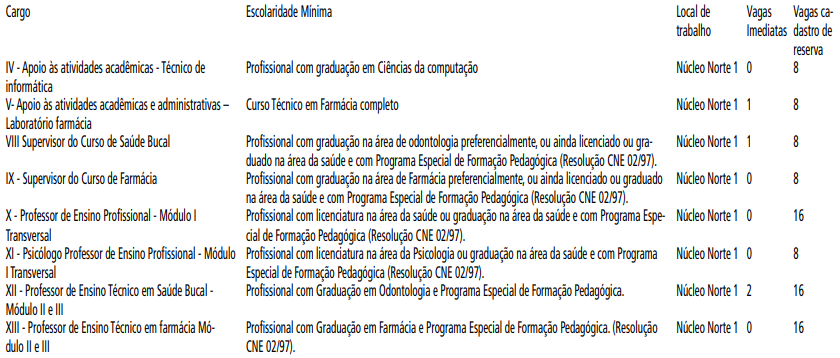 Cargo Escolaridade Mínima Local de trabalho Vagas Imediatas Vagas ca-
dastro de
reserva
IV - Apoio às atividades acadêmicas - Técnico de Profissional com graduação em Ciências da computação Núcleo Norte 1 0 8
informática
V- Apoio às atividades acadêmicas e administrativas – Curso Técnico em Farmácia completo Núcleo Norte 1 1 8
Laboratório farmácia
VIII Supervisor do Curso de Saúde Bucal Profissional com graduação na área de odontologia preferencialmente, ou ainda licenciado ou gra- Núcleo Norte 1 1 8
duado na área da saúde e com Programa Especial de Formação Pedagógica (Resolução CNE 02/97).
IX - Supervisor do Curso de Farmácia Profissional com graduação na área de Farmácia preferencialmente, ou ainda licenciado ou graduado Núcleo Norte 1 0 8
na área da saúde e com Programa Especial de Formação Pedagógica (Resolução CNE 02/97).
X - Professor de Ensino Profissional - Módulo I Profissional com licenciatura na área da saúde ou graduação na área da saúde e com Programa Espe- Núcleo Norte 1 0 16
Transversal cial de Formação Pedagógica (Resolução CNE 02/97).
XI - Psicólogo Professor de Ensino Profissional - Módulo Profissional com licenciatura na área da Psicologia ou graduação na área da saúde e com Programa Núcleo Norte 1 0 8
I Transversal Especial de Formação Pedagógica (Resolução CNE 02/97).
XII - Professor de Ensino Técnico em Saúde Bucal - Profissional com Graduação em Odontologia e Programa Especial de Formação Pedagógica. Núcleo Norte 1 2 16
Módulo II e III
XIII - Professor de Ensino Técnico em farmácia Mó- Profissional com Graduação em Farmácia e Programa Especial de Formação Pedagógica. (Resolução Núcleo Norte 1 0 16
dulo II e III CNE 02/97).